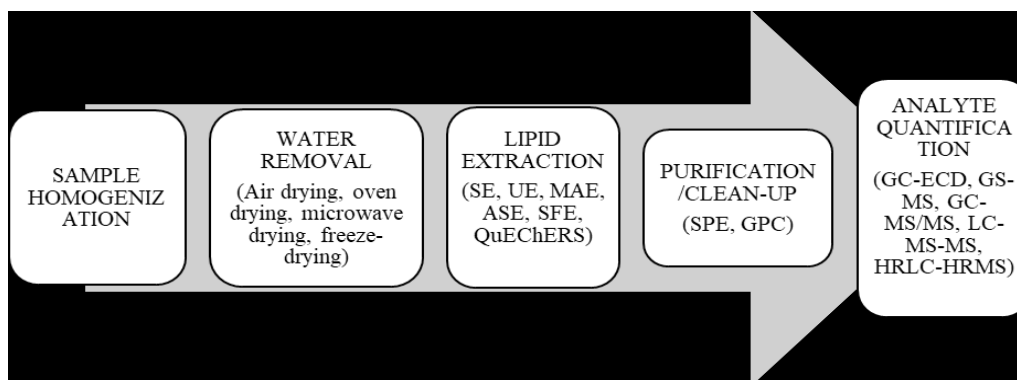 SAMPLE
HOMOGENIZ
ATION
WATER
REMOVAL
(Air drying, oven
drying, microwave
drying, freeze-
drying)
LIPID
EXTRACTION
(SE, UE, MAE,
ASE, SFE,
QuEChERS)
PURIFICATION
/CLEAN-UP
(SPE, GPC)
ANALYTE
QUANTIFICA
TION
(GC-ECD, GS-
MS, GC-
MS/MS, LC-
MS-MS,
HRLC-HRMS)